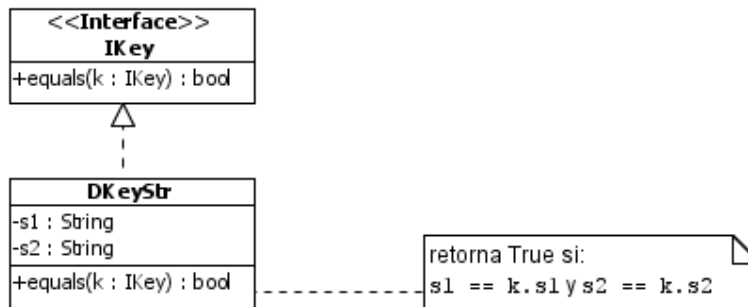 <<Interface>>
IKey
+equals(k : IKey) : bool
DKeyStr
-s1 : String
-s2 : String
+equals(k : IKey) : bool
retorna True si:
s1 == k.s1 y s2 == k.s2